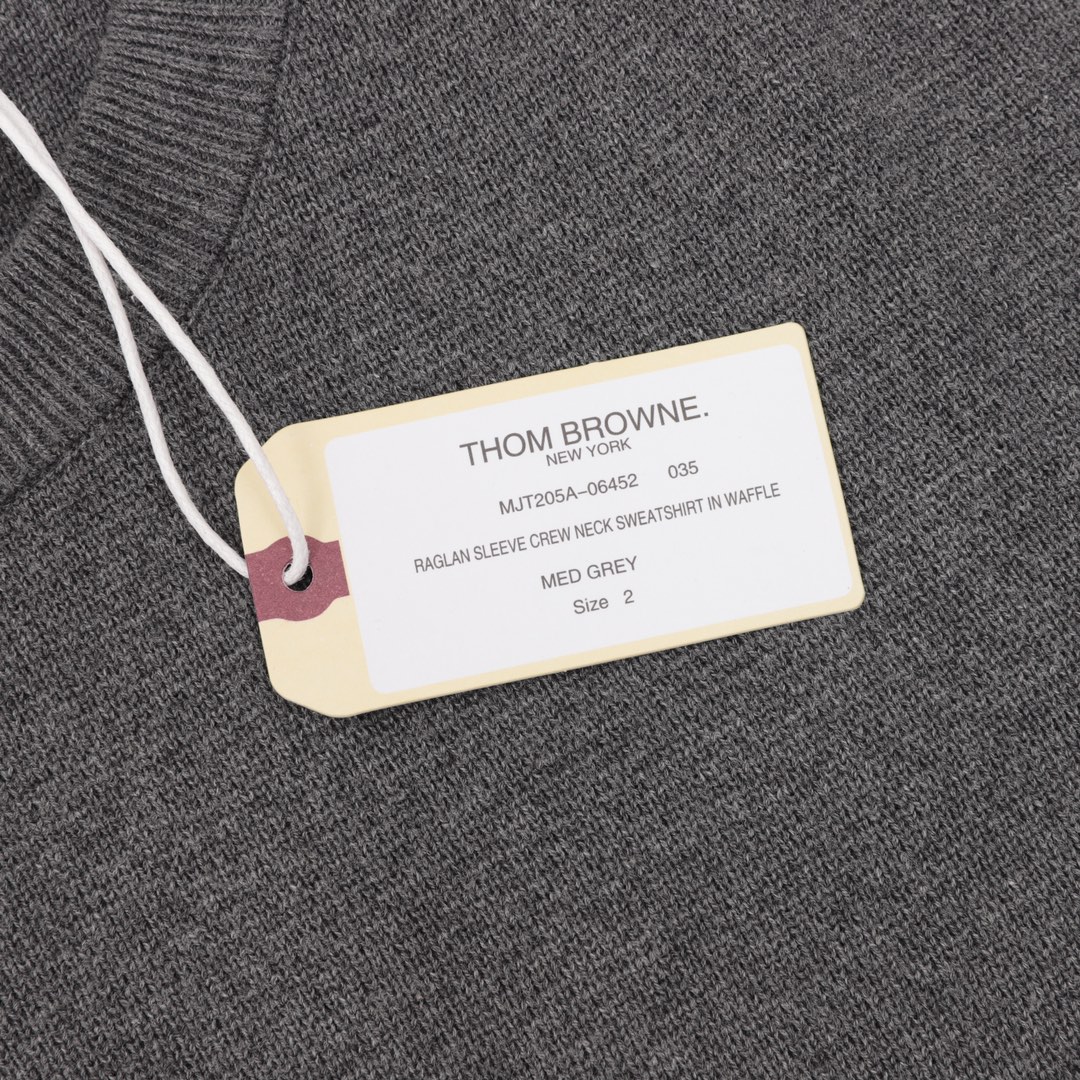 THOM BROWNE.
NEW YORK
MJT205A-06452 035
RAGLAN SLEEVE CREW NECK SWEATSHIRT IN WAFFLE
MED GREY
Size 2